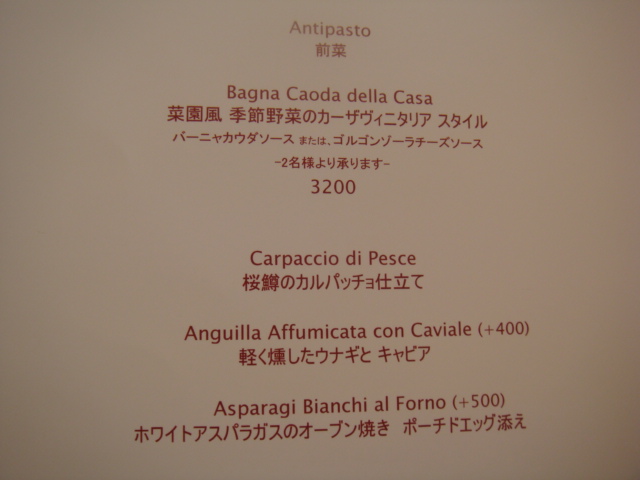 Antipasto
前菜
Bagna Caoda della Casa
菜園風 季節野菜のカーザヴィニタリア スタイル
バーニャカウダソース または、ゴルゴンゾーラチーズソース
-2名様より承ります-
3200
Carpaccio di Pesce
桜鱒のカルパッチョ仕立て
Anguilla Affumicata con Caviale (+400)
軽く燻したウナギと キャビア
Asparagi Bianchi al Forno (+500)
ホワイトアスパラガスのオーブン焼き ポーチドエッグ添え